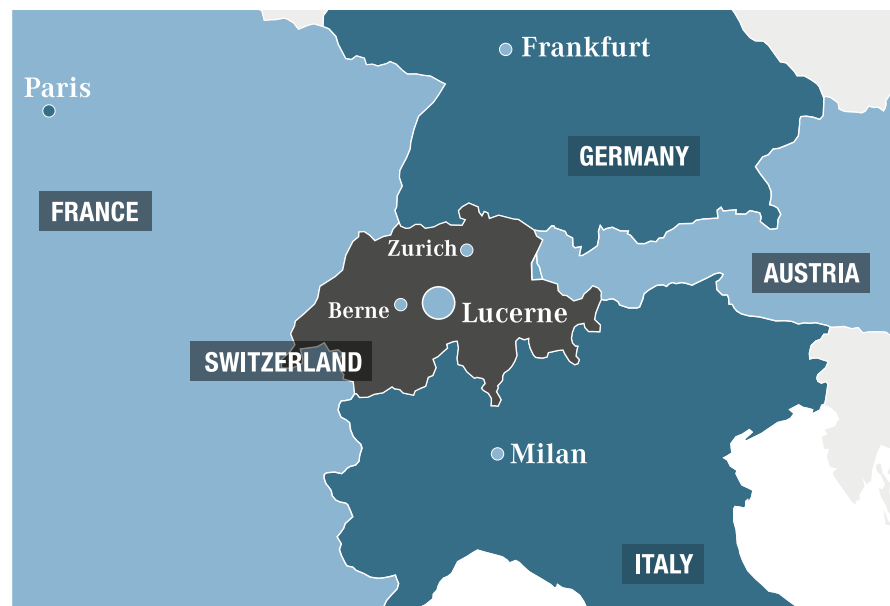 Frankfurt
Paris
GERMANY
FRANCE
Zurich
AUSTRIA
Berne
Lucerne
SWITZERLAND
Milan
ITALY